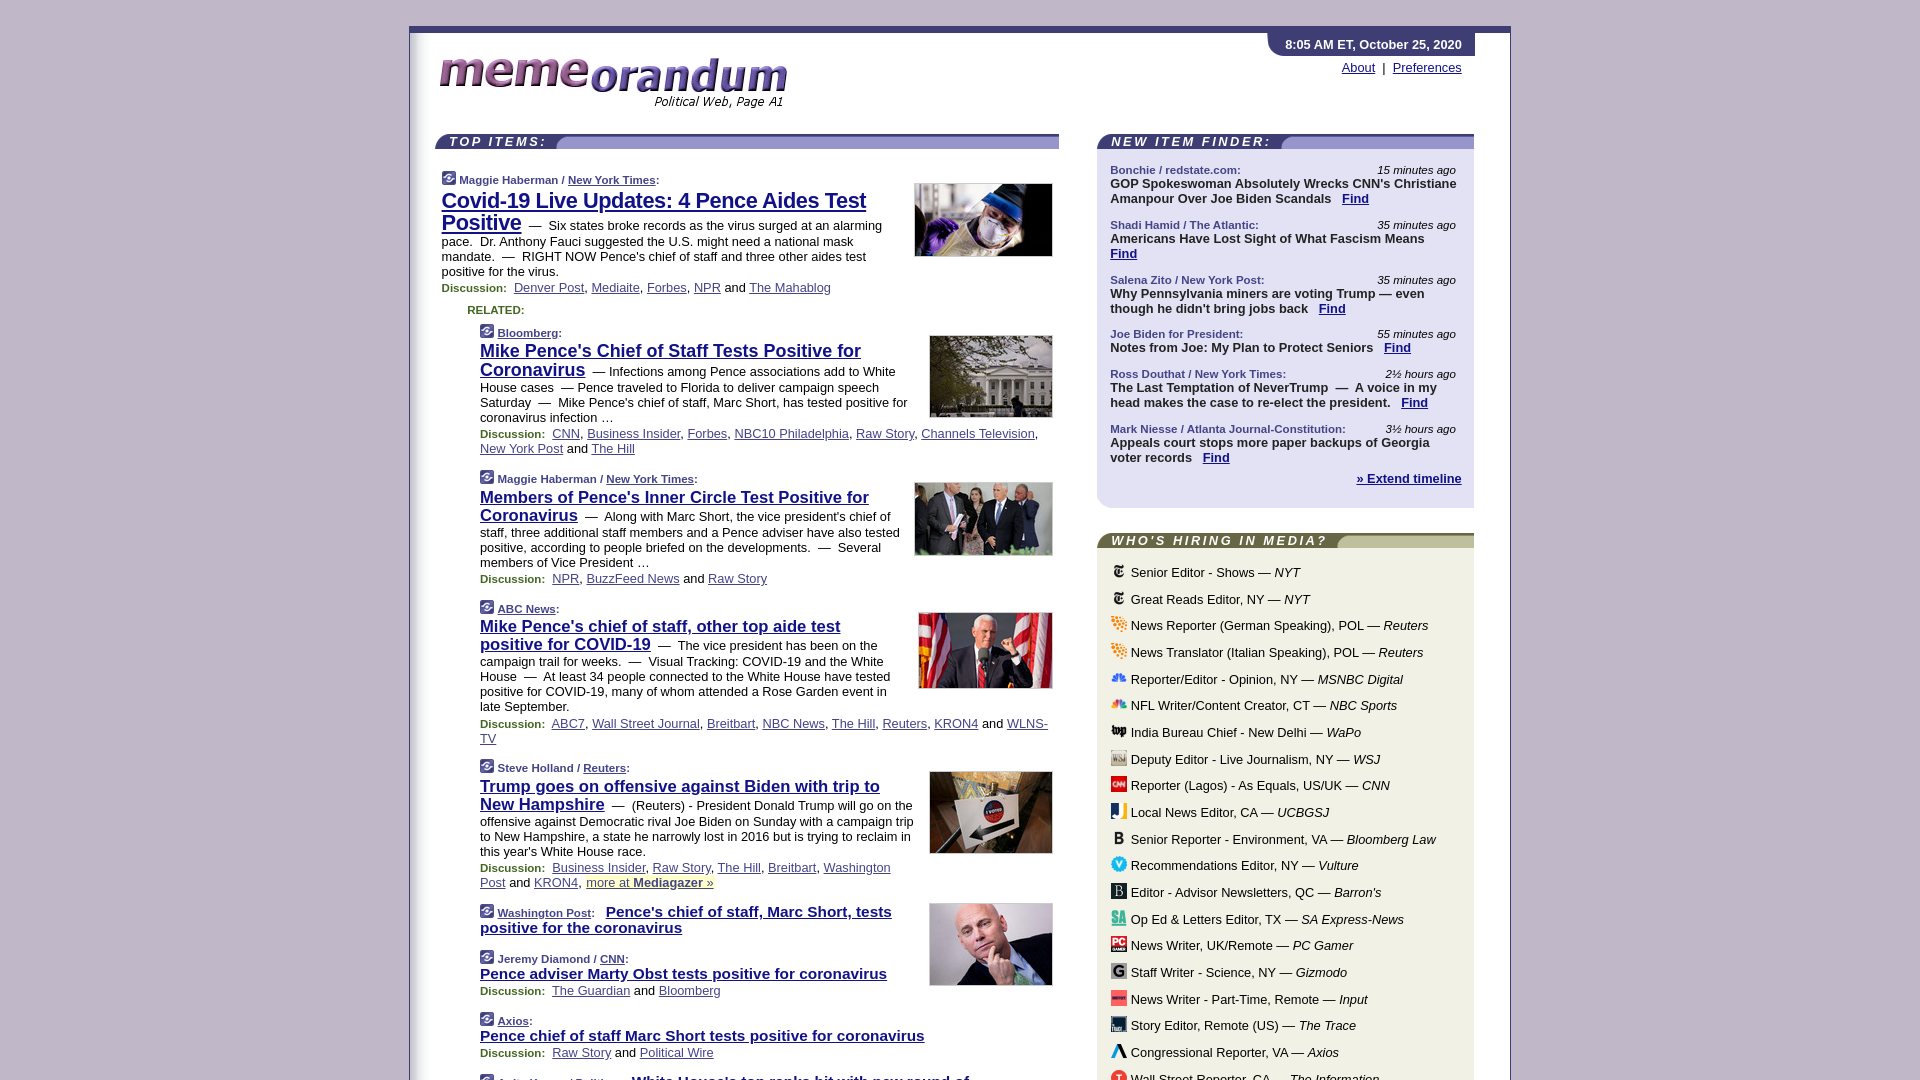 8:05 AM ET, October 25, 2020
About | Preferences
memeorandum
Political Web, Page A1
TOP ITEMS:
Maggie Haberman / New York Times:
Covid-19 Live Updates: 4 Pence Aides Test
Positive — Six states broke records as the virus surged at an alarming
pace. Dr. Anthony Fauci suggested the U.S. might need a national mask
mandate. — RIGHT NOW Pence's chief of staff and three other aides test
positive for the virus.
Discussion: Denver Post, Mediaite, Forbes, NPR and The Mahablog
RELATED:
Bloomberg:
Mike Pence's Chief of Staff Tests Positive for
Coronavirus — Infections among Pence associations add to White
House cases — Pence traveled to Florida to deliver campaign speech
Saturday — Mike Pence's chief of staff, Marc Short, has tested positive for
coronavirus infection …
Discussion: CNN, Business Insider, Forbes, NBC10 Philadelphia, Raw Story, Channels Television,
New York Post and The Hill
Maggie Haberman / New York Times:
Members of Pence's Inner Circle Test Positive for
Coronavirus — Along with Marc Short, the vice president's chief of
staff, three additional staff members and a Pence adviser have also tested
positive, according to people briefed on the developments. — Several
members of Vice President …
Discussion: NPR, BuzzFeed News and Raw Story
ABC News:
Mike Pence's chief of staff, other top aide test
positive for COVID-19 — The vice president has been on the
campaign trail for weeks. — Visual Tracking: COVID-19 and the White
House — At least 34 people connected to the White House have tested
positive for COVID-19, many of whom attended a Rose Garden event in
late September.
Discussion: ABC7, Wall Street Journal, Breitbart, NBC News, The Hill, Reuters, KRON4 and WLNS-
TV
Steve Holland / Reuters:
Trump goes on offensive against Biden with trip to
New Hampshire — (Reuters) - President Donald Trump will go on the
offensive against Democratic rival Joe Biden on Sunday with a campaign trip
to New Hampshire, a state he narrowly lost in 2016 but is trying to reclaim in
this year's White House race.
Discussion: Business Insider, Raw Story, The Hill, Breitbart, Washington
Post and KRON4, more at Mediagazer »
Washington Post: Pence's chief of staff, Marc Short, tests
positive for the coronavirus
Jeremy Diamond / CNN:
Pence adviser Marty Obst tests positive for coronavirus
Discussion: The Guardian and Bloomberg
Axios:
Pence chief of staff Marc Short tests positive for coronavirus
Discussion: Raw Story and Political Wire
White House's top ranks hit with new round of
NEW ITEM FINDER:
Bonchie / redstate.com: 15 minutes ago
GOP Spokeswoman Absolutely Wrecks CNN's Christiane
Amanpour Over Joe Biden Scandals Find
Shadi Hamid / The Atlantic: 35 minutes ago
Americans Have Lost Sight of What Fascism Means
Find
Salena Zito / New York Post: 35 minutes ago
Why Pennsylvania miners are voting Trump — even
though he didn't bring jobs back Find
Joe Biden for President: 55 minutes ago
Notes from Joe: My Plan to Protect Seniors Find
Ross Douthat / New York Times: 2½ hours ago
The Last Temptation of NeverTrump — A voice in my
head makes the case to re-elect the president. Find
Mark Niesse / Atlanta Journal-Constitution: 3½ hours ago
Appeals court stops more paper backups of Georgia
voter records Find
» Extend timeline
WHO'S HIRING IN MEDIA?
Senior Editor - Shows — NYT
Great Reads Editor, NY — NYT
News Reporter (German Speaking), POL — Reuters
News Translator (Italian Speaking), POL — Reuters
Reporter/Editor - Opinion, NY — MSNBC Digital
NFL Writer/Content Creator, CT — NBC Sports
India Bureau Chief - New Delhi — WaPo
Deputy Editor - Live Journalism, NY — WSJ
Reporter (Lagos) - As Equals, US/UK — CNN
Local News Editor, CA — UCBGSJ
Senior Reporter - Environment, VA — Bloomberg Law
Recommendations Editor, NY — Vulture
Editor - Advisor Newsletters, QC — Barron's
Op Ed & Letters Editor, TX — SA Express-News
News Writer, UK/Remote — PC Gamer
Staff Writer - Science, NY — Gizmodo
News Writer - Part-Time, Remote — Input
Story Editor, Remote (US) — The Trace
Congressional Reporter, VA — Axios
Wall Street Reporter, CA — The Information